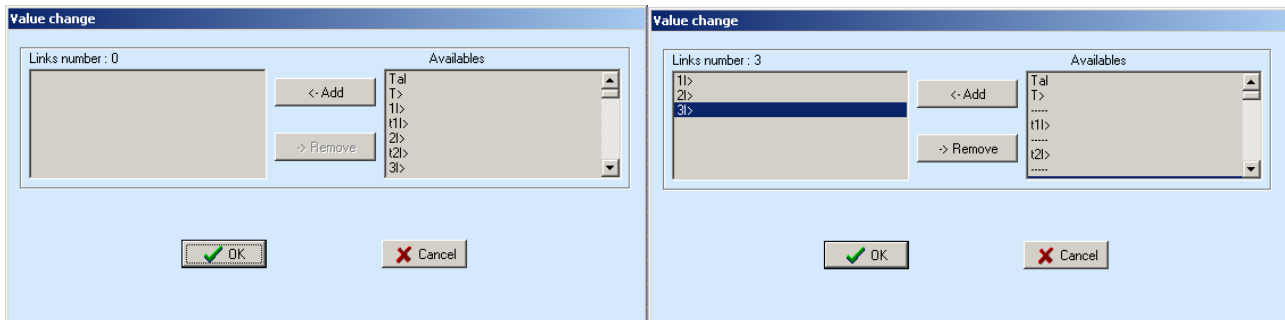 Value change
Links number : 0
Availables
<- Add
-> Remove
Tal
T>
1I>
t1I>
2I>
t2I>
3I>
OK
Cancel
Value change
Links number : 3
Availables
1I>
2I>
3I>
<- Add
-> Remove
Tal
T>
-----
t1I>
-----
t2I>
-----
OK
Cancel